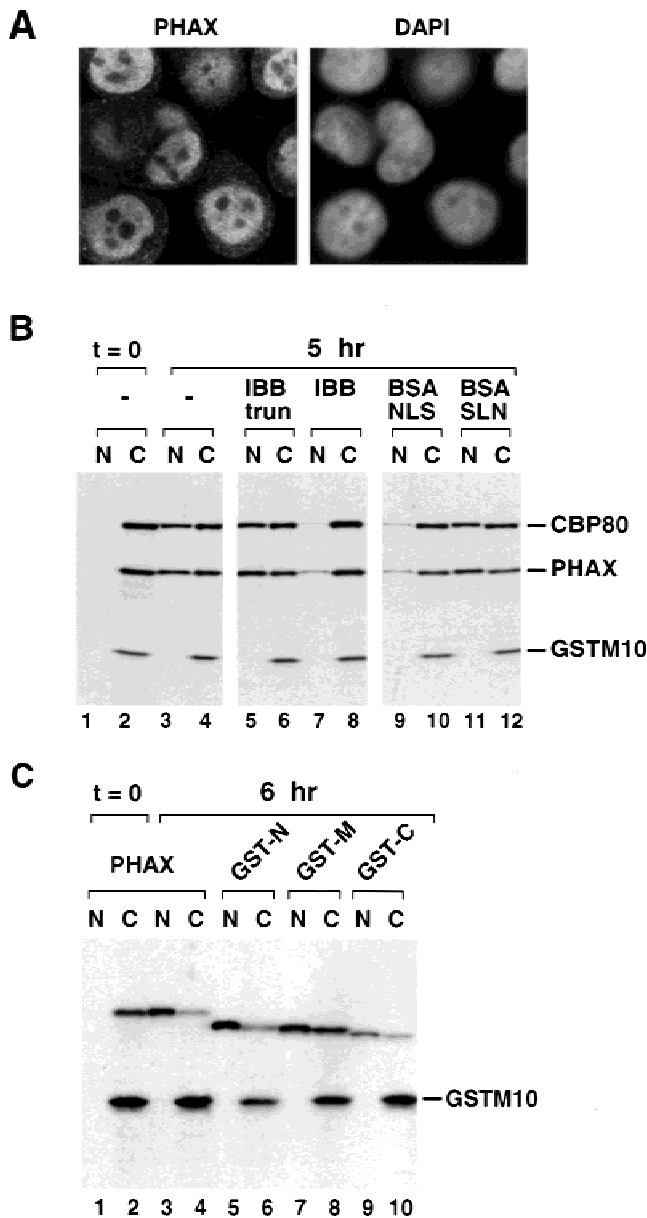 A
PHAX DAPI
B
t = 0 5 hr
- - IBB trun IBB BSA NLS BSA SLN
N C N C N C N C N C N C
CBP80
PHAX
GSTM10
1 2 3 4 5 6 7 8 9 10 11 12
C
t = 0 6 hr
PHAX GST-N GST-M GST-C
N C N C N C N C N C
GSTM10
1 2 3 4 5 6 7 8 9 10